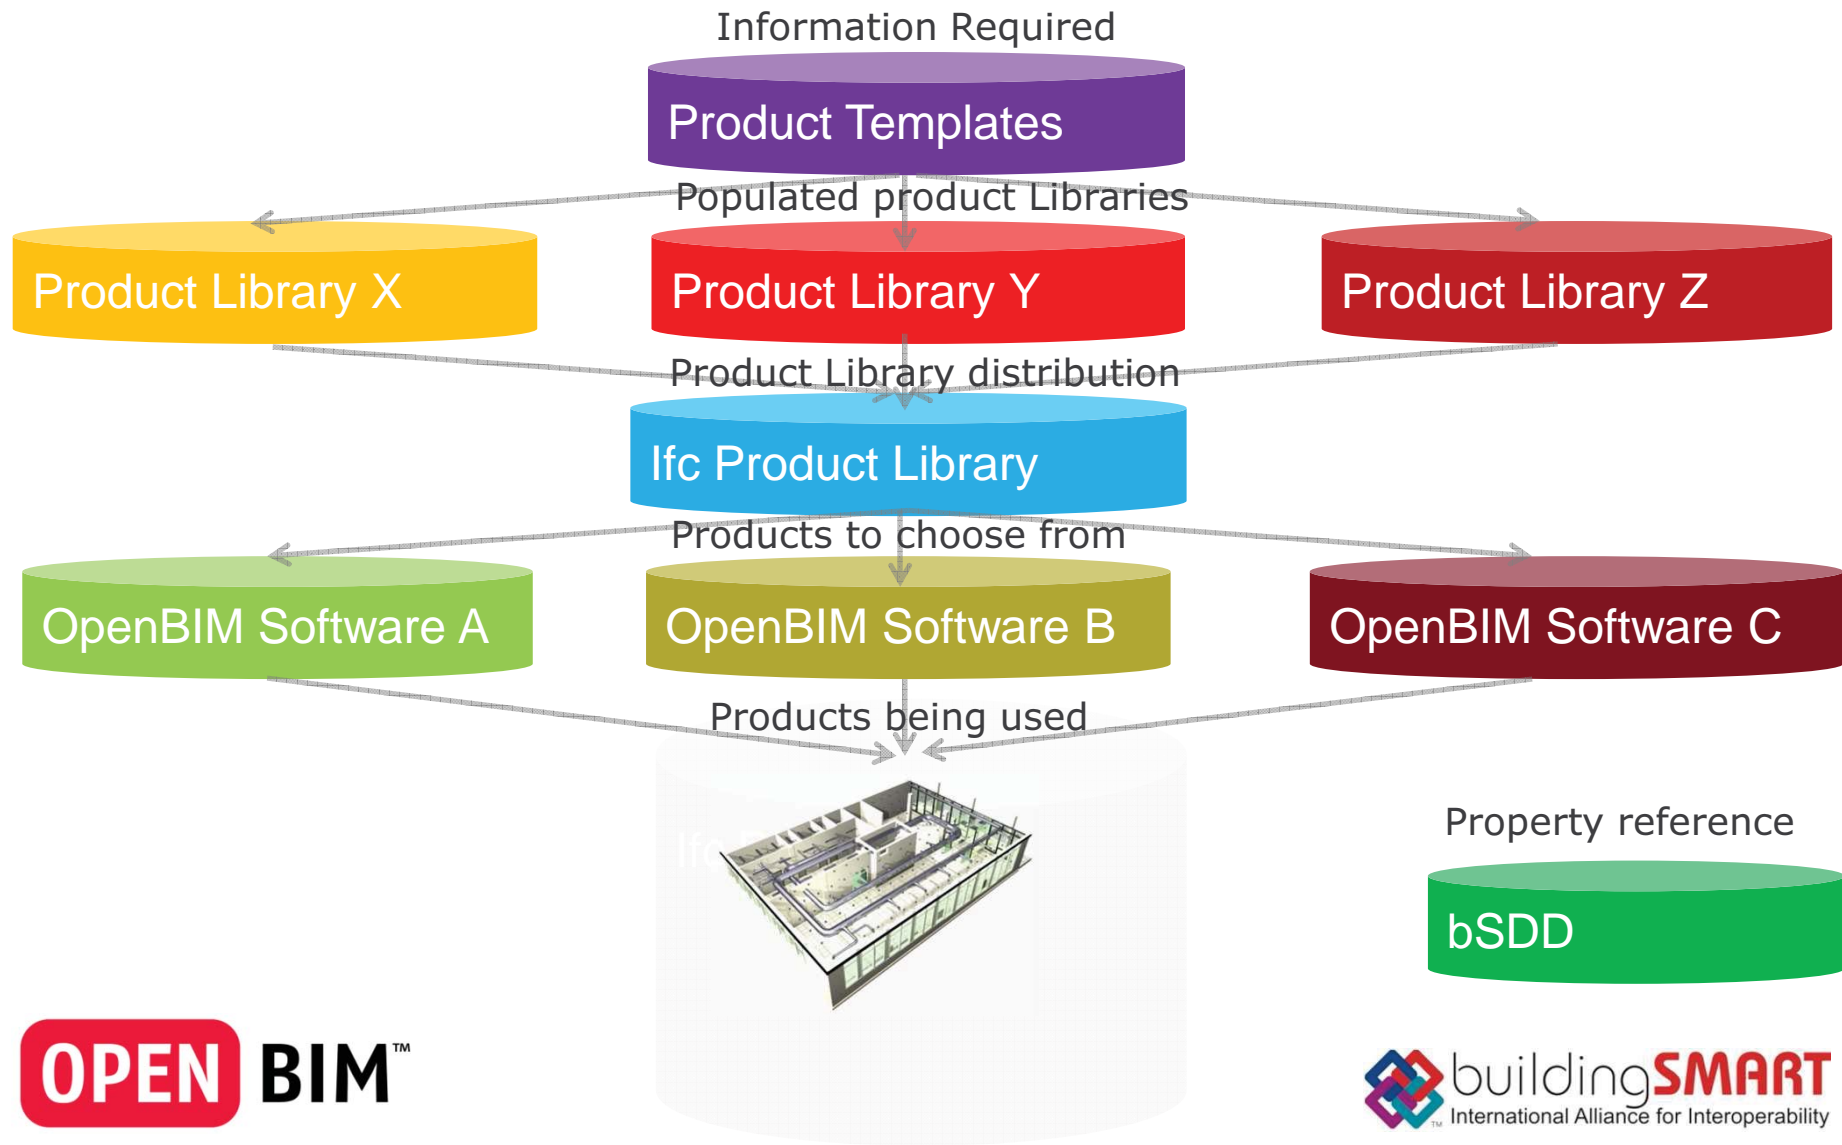 Information Required
Product Templates
Populated product Libraries
Product Library X
Product Library Y
Product Library Z
Product Library distribution
Ifc Product Library
Products to choose from
OpenBIM Software A
OpenBIM Software B
OpenBIM Software C
Products being used
Property reference
bSDD
OPEN BIM™
buildingSMART
TM
International Alliance for Interoperability